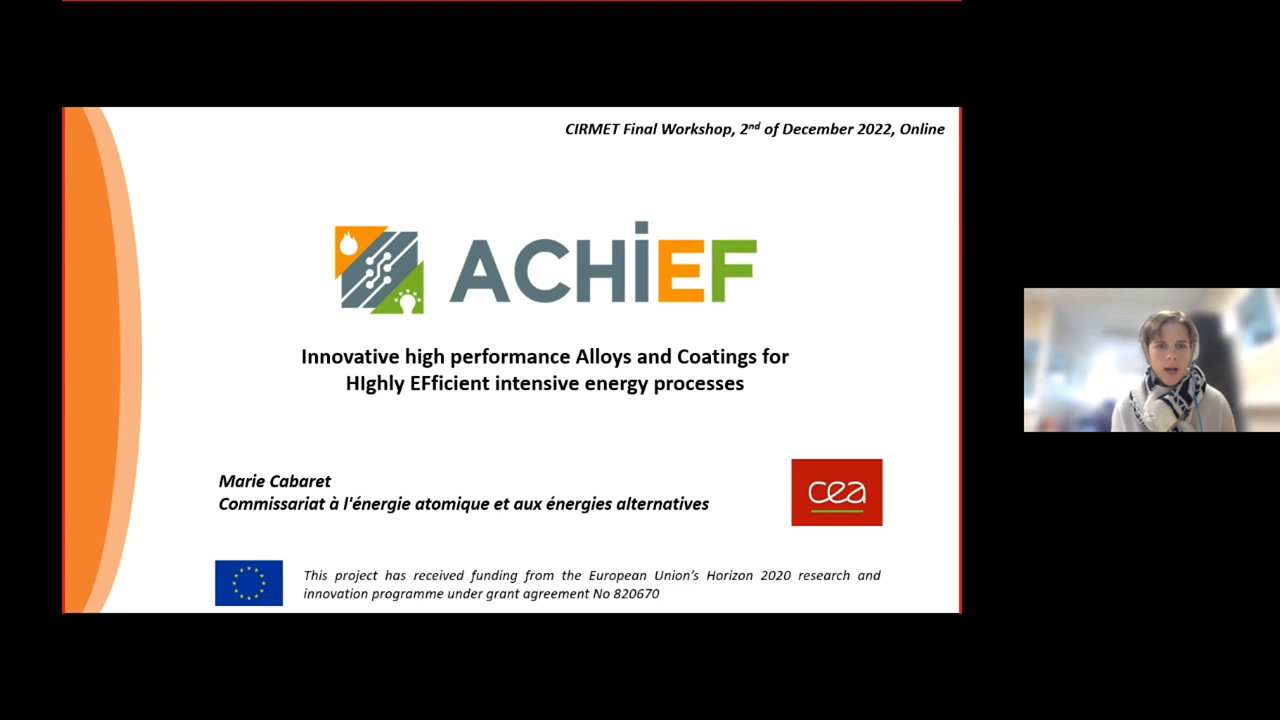 CIRMET Final Workshop, 2nd of December 2022, Online
ACHiEF
Innovative high performance Alloys and Coatings for
HIghly EFficient intensive energy processes
Marie Cabaret
Commissariat à l'énergie atomique et aux énergies alternatives
cea
This project has received funding from the European Union's Horizon 2020 research and
innovation programme under grant agreement No 820670